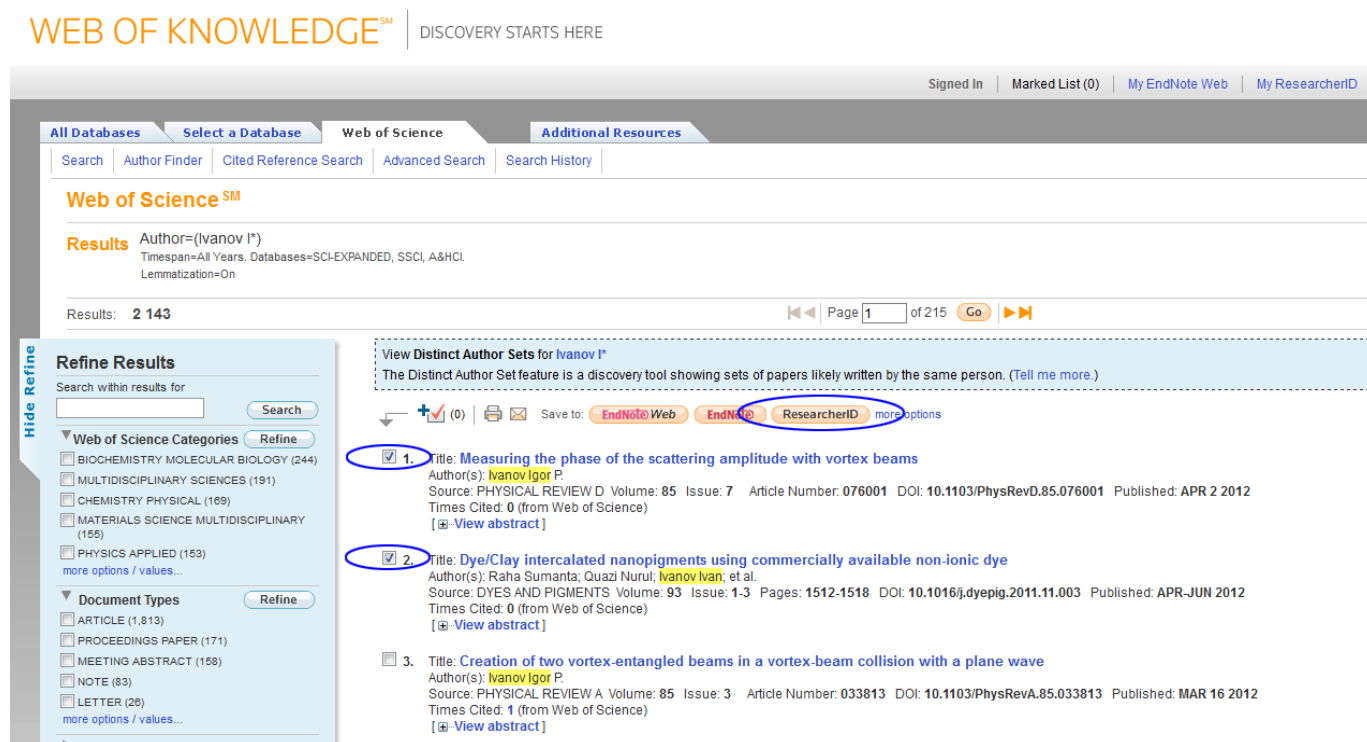 WEB OF KNOWLEDGE℠ DISCOVERY STARTS HERE
Signed In Marked List (0) My EndNote Web My ResearcherID
All Databases Select a Database Web of Science Additional Resources
Search Author Finder Cited Reference Search Advanced Search Search History
Web of Science ℠
Results Author=(Ivanov I*)
Timespan=All Years. Databases=SCI-EXPANDED, SSCI, A&HCI.
Lemmatization=On
Results: 2 143 Page 1 of 215 Go
Hide Refine
Refine Results
Search within results for
Search
Web of Science Categories Refine
BIOCHEMISTRY MOLECULAR BIOLOGY (244)
MULTIDISCIPLINARY SCIENCES (191)
CHEMISTRY PHYSICAL (169)
MATERIALS SCIENCE MULTIDISCIPLINARY
(155)
PHYSICS APPLIED (153)
more options / values...
Document Types Refine
ARTICLE (1,813)
PROCEEDINGS PAPER (171)
MEETING ABSTRACT (158)
NOTE (83)
LETTER (26)
more options / values...
View Distinct Author Sets for Ivanov I*
The Distinct Author Set feature is a discovery tool showing sets of papers likely written by the same person. (Tell me more.)
(0) Save to: EndNote Web EndNote ResearcherID more options
1. Title: Measuring the phase of the scattering amplitude with vortex beams
Author(s): Ivanov Igor P.
Source: PHYSICAL REVIEW D Volume: 85 Issue: 7 Article Number: 076001 DOI: 10.1103/PhysRevD.85.076001 Published: APR 2 2012
Times Cited: 0 (from Web of Science)
[ View abstract ]
2. Title: Dye/Clay intercalated nanopigments using commercially available non-ionic dye
Author(s): Raha Sumanta; Quazi Nurul; Ivanov Ivan; et al.
Source: DYES AND PIGMENTS Volume: 93 Issue: 1-3 Pages: 1512-1518 DOI: 10.1016/j.dyepig.2011.11.003 Published: APR-JUN 2012
Times Cited: 0 (from Web of Science)
[ View abstract ]
3. Title: Creation of two vortex-entangled beams in a vortex-beam collision with a plane wave
Author(s): Ivanov Igor P.
Source: PHYSICAL REVIEW A Volume: 85 Issue: 3 Article Number: 033813 DOI: 10.1103/PhysRevA.85.033813 Published: MAR 16 2012
Times Cited: 1 (from Web of Science)
[ View abstract ]